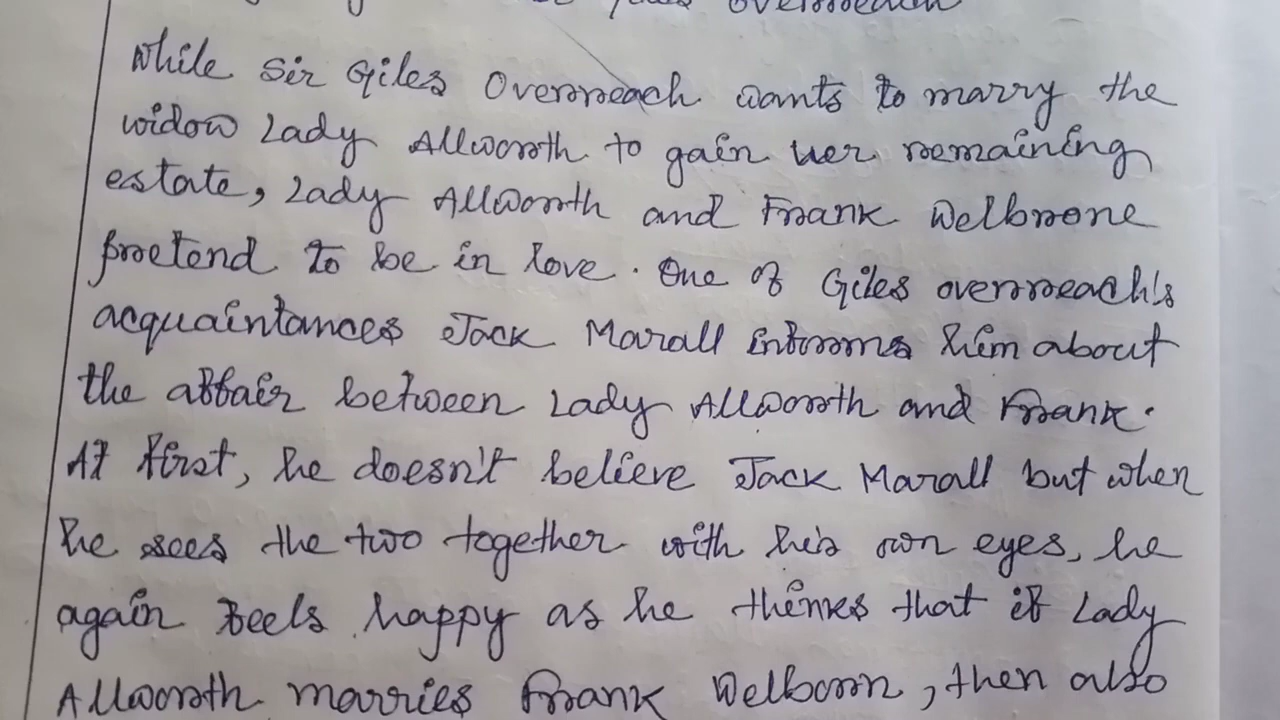 overreach
While Sir Giles Overreach wants to marry the
widow Lady Allworth to gain her remaining
estate, Lady Allworth and Frank Welbrone
pretend to be in love. One of Giles overreach's
acquaintances Jack Marall informs him about
the affair between Lady Allworth and Frank.
At first, he doesn't believe Jack Marall but when
he sees the two together with his own eyes, he
again feels happy as he thinks that if Lady
Allworth marries Frank Welborn, then also